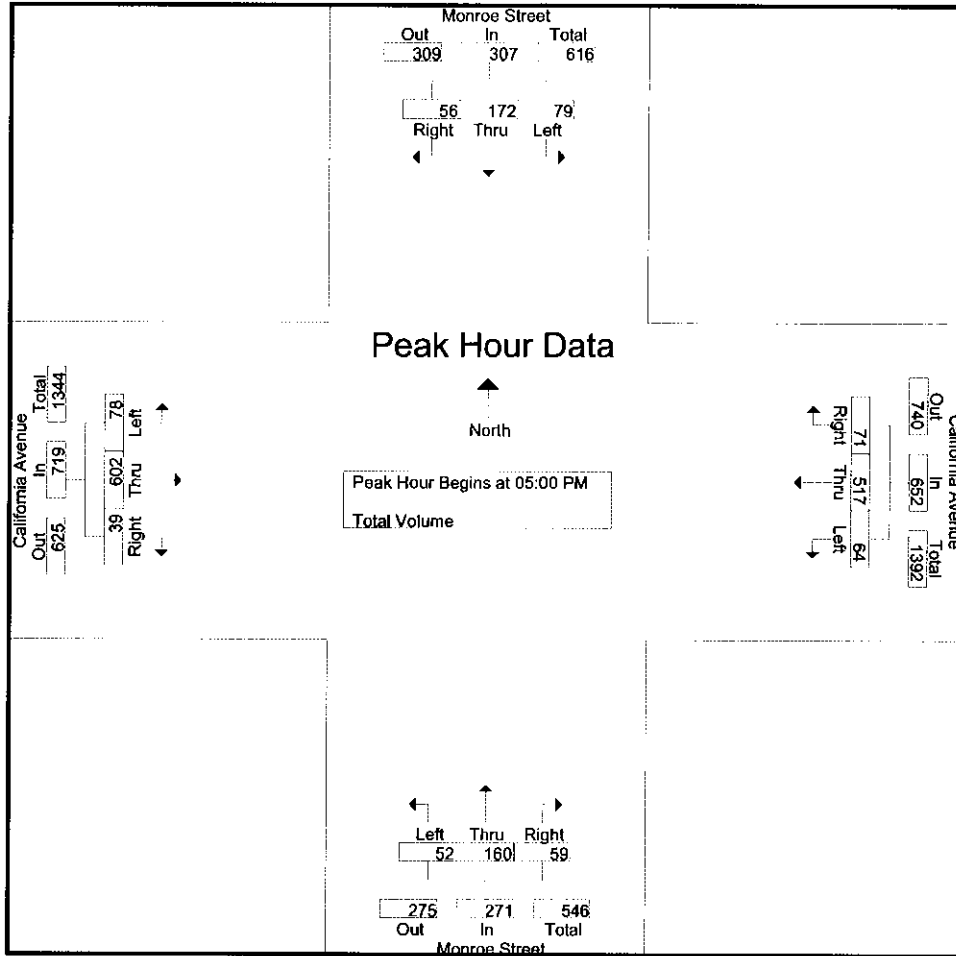 Monroe Street
Out In Total
309 307 616
56 172 79
Right Thru Left
Peak Hour Data
North
Peak Hour Begins at 05:00 PM
Total Volume
California Avenue
Out In Total
625 719 1344
Right Thru Left
39 602 78
California Avenue
Out In Total
740 652 1392
Right Thru Left
71 517 64
Left Thru Right
52 160 59
275 271 546
Out In Total
Monroe Street